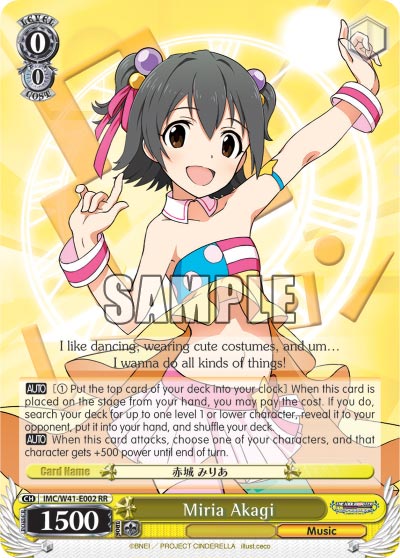 LEVEL
0
0
COST
SAMPLE
I like dancing, wearing cute costumes, and um…
I wanna do all kinds of things!
AUTO [① Put the top card of your deck into your clock] When this card is
placed on the stage from your hand, you may pay the cost. If you do,
search your deck for up to one level 1 or lower character, reveal it to your
opponent, put it into your hand, and shuffle your deck.
AUTO When this card attacks, choose one of your characters, and that
character gets +500 power until end of turn.
Card Name
赤城 みりあ
CH IMC/W41-E002 RR
POWER 1500
SOUL
Miria Akagi
Music
©BNEI / PROJECT CINDERELLA illust.ceco